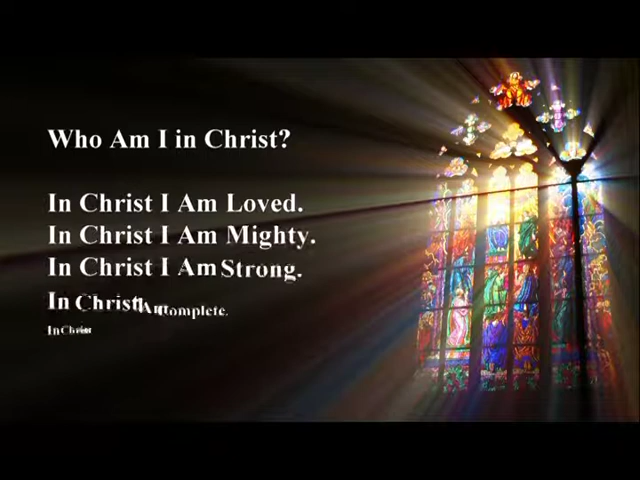 Who Am I in Christ?
In Christ I Am Loved.
In Christ I Am Mighty.
In Christ I Am Strong.
In Christ I Am Complete.
In Christ